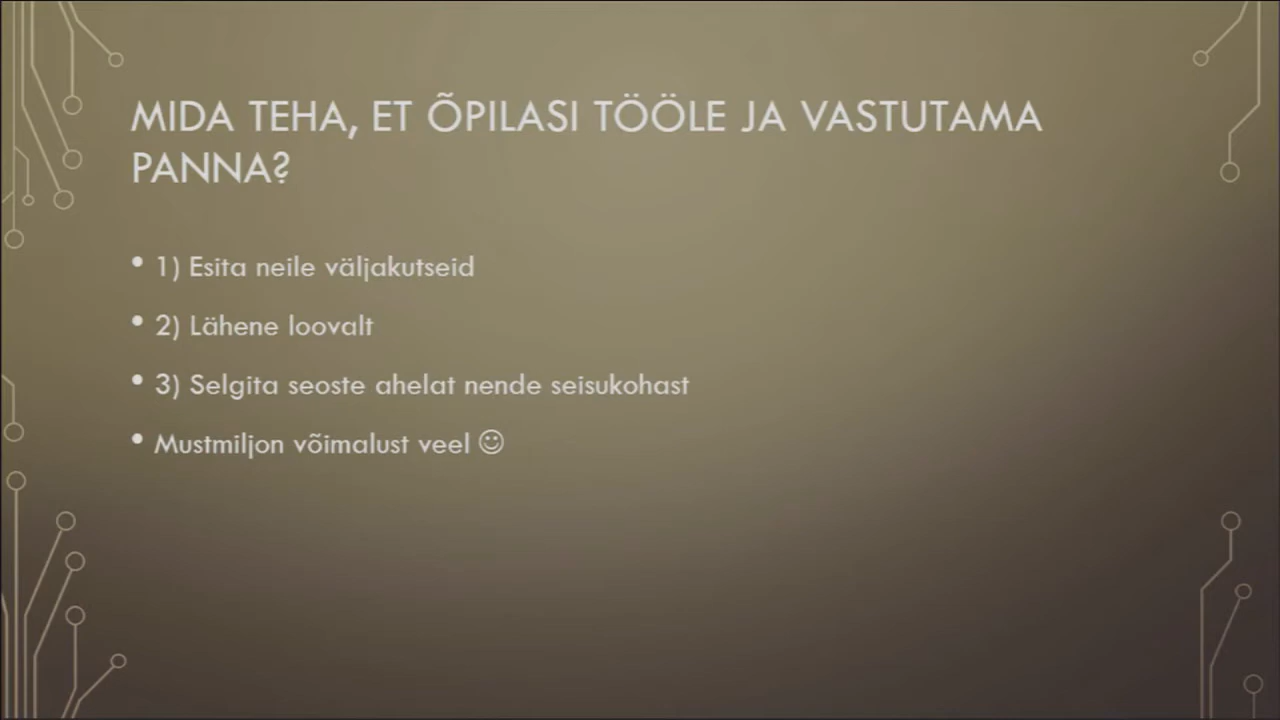 MIDA TEHA, ET ÕPILASI TÖÖLE JA VASTUTAMA
PANNA?
• 1) Esita neile väljakutseid
• 2) Lähene loovalt
• 3) Selgita seoste ahelat nende seisukohast
• Mustmiljon võimalust veel ☺